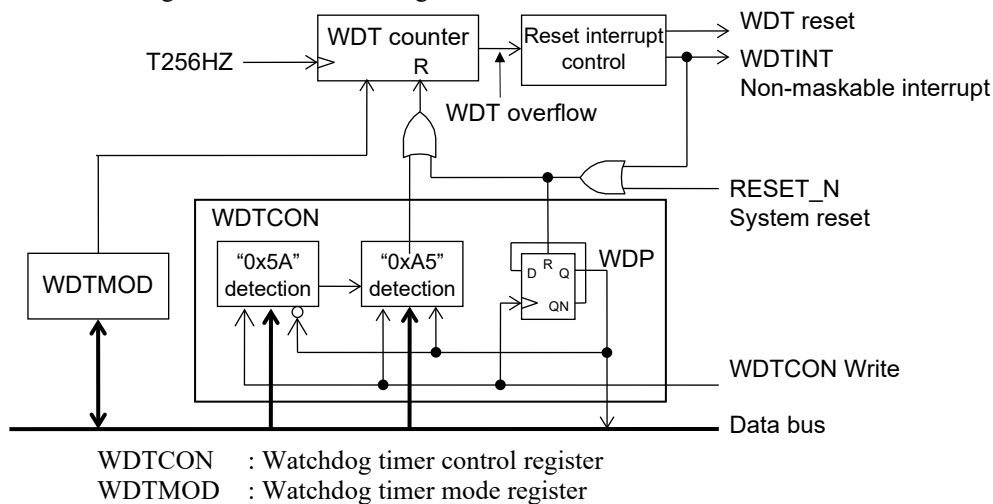 WDT reset
WDT counter
Reset interrupt
control
T256HZ
R
WDTINT
Non-maskable interrupt
WDT overflow
RESET_N
System reset
WDTCON
WDP
"0x5A"
detection
"0xA5"
detection
D
R
Q
QN
WDTMOD
WDTCON Write
Data bus
WDTCON : Watchdog timer control register
WDTMOD : Watchdog timer mode register